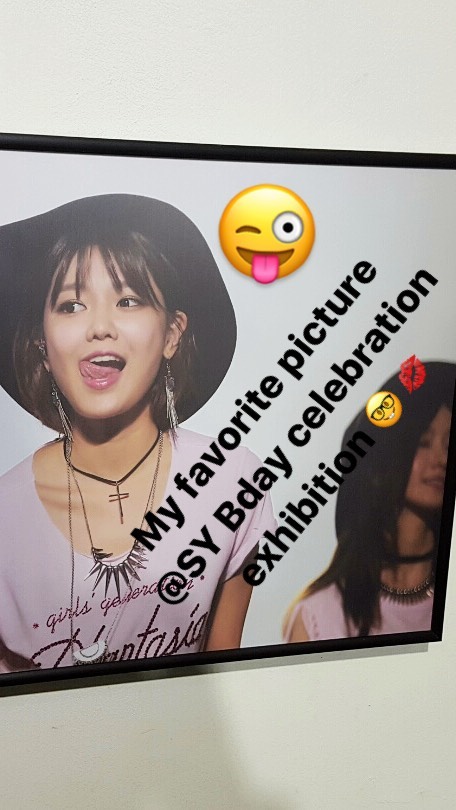 My favorite picture
@SY Bday celebration
exhibition
* girls' generation *
Phantasia